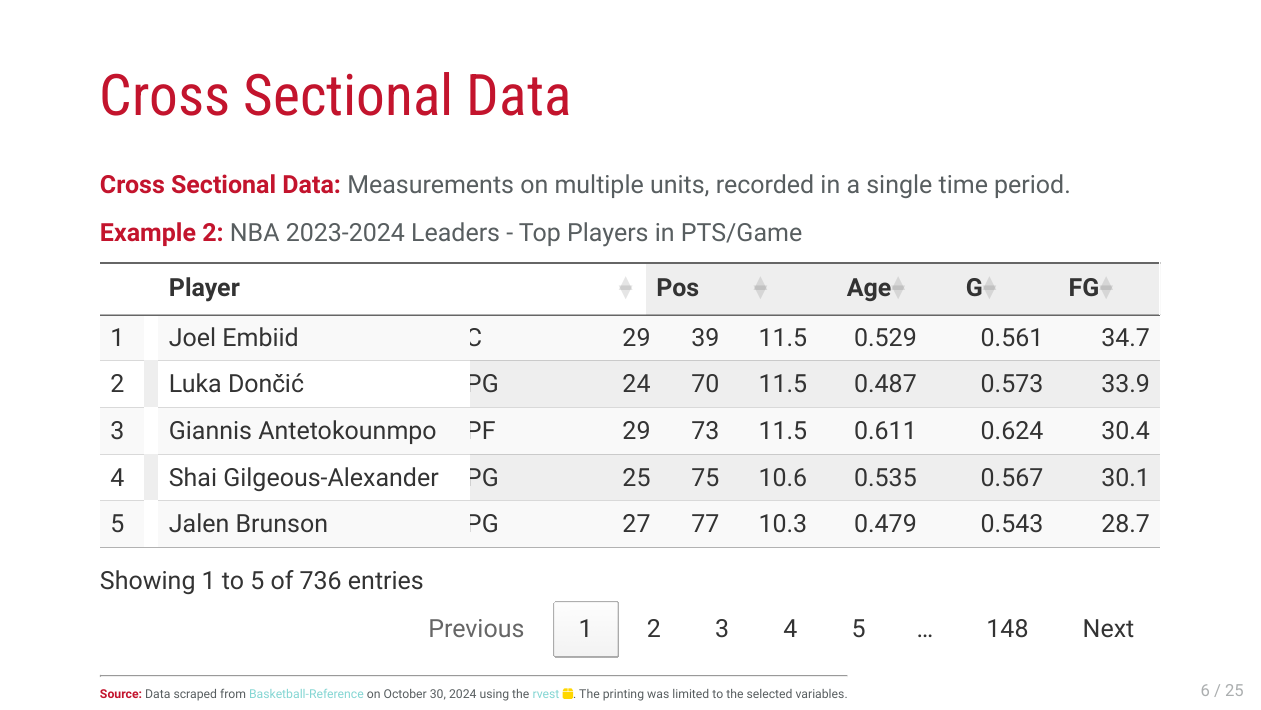 Cross Sectional Data
Cross Sectional Data: Measurements on multiple units, recorded in a single time period.
Example 2: NBA 2023-2024 Leaders - Top Players in PTS/Game
Player Pos Age G FG
1 Joel Embiid C 29 39 11.5 0.529 0.561 34.7
2 Luka Dončić PG 24 70 11.5 0.487 0.573 33.9
3 Giannis Antetokounmpo PF 29 73 11.5 0.611 0.624 30.4
4 Shai Gilgeous-Alexander PG 25 75 10.6 0.535 0.567 30.1
5 Jalen Brunson PG 27 77 10.3 0.479 0.543 28.7
Showing 1 to 5 of 736 entries
Previous 1 2 3 4 5 … 148 Next
Source: Data scraped from Basketball-Reference on October 30, 2024 using the rvest . The printing was limited to the selected variables.
6 / 25